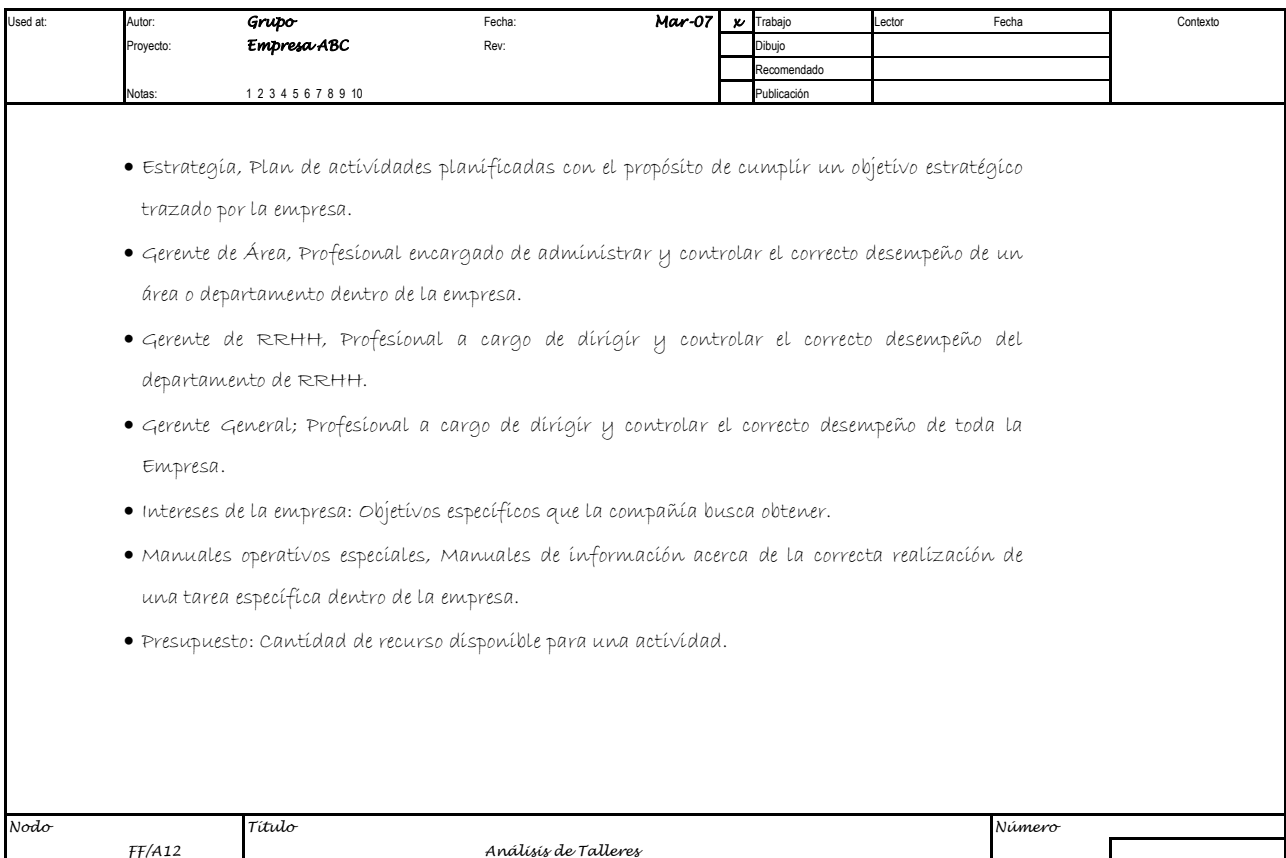 Used at: Autor: Grupo Fecha: Mar-07 x Trabajo Lector Fecha Contexto
Proyecto: Empresa ABC Rev: Dibujo
Recomendado
Notas: 1 2 3 4 5 6 7 8 9 10 Publicación
• Estrategia, Plan de actividades planificadas con el propósito de cumplir un objetivo estratégico
trazado por la empresa.
• Gerente de Área, Profesional encargado de administrar y controlar el correcto desempeño de un
área o departamento dentro de la empresa.
• Gerente de RRHH, Profesional a cargo de dirigir y controlar el correcto desempeño del
departamento de RRHH.
• Gerente General; Profesional a cargo de dirigir y controlar el correcto desempeño de toda la
Empresa.
• Intereses de la empresa: Objetivos específicos que la compañía busca obtener.
• Manuales operativos especiales, Manuales de información acerca de la correcta realización de
una tarea específica dentro de la empresa.
• Presupuesto: Cantidad de recurso disponible para una actividad.
Nodo Título Número
FF/A12 Análisis de Talleres